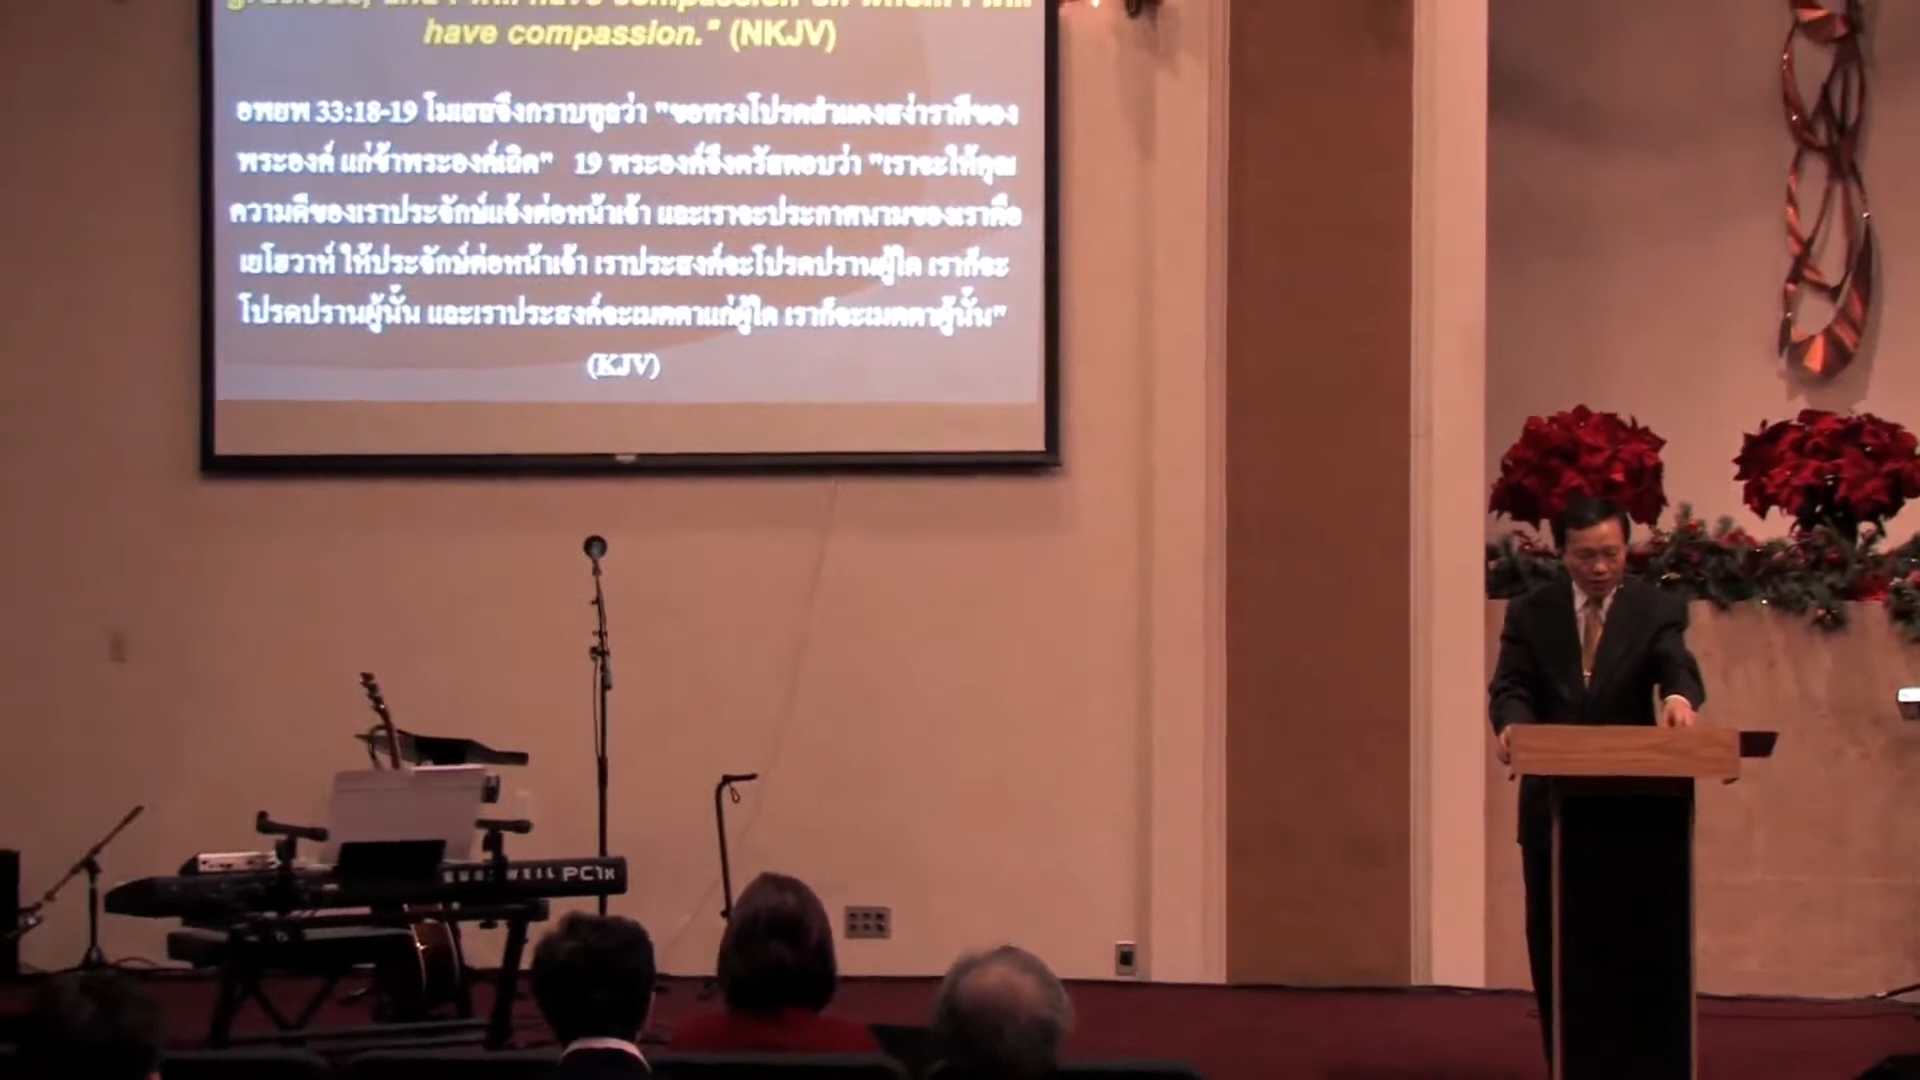 gracious, and I will have compassion on whom I will
have compassion." (NKJV)
อพยพ 33:18-19 โมเสสจึงกราบทูลว่า "ขอทรงโปรดสำแดงสง่าราศีของ
พระองค์ แก่ข้าพระองค์เถิด" 19 พระองค์จึงตรัสตอบว่า "เราจะให้คุณ
ความดีของเราประจักษ์แจ้งต่อหน้าเจ้า และเราจะประกาศนามของเราคือ
เยโฮวาห์ ให้ประจักษ์ต่อหน้าเจ้า เราประสงค์จะโปรดปรานผู้ใด เราก็จะ
โปรดปรานผู้นั้น และเราประสงค์จะเมตตาแก่ผู้ใด เราก็จะเมตตาผู้นั้น"
(KJV)
KURZWEIL PC1x